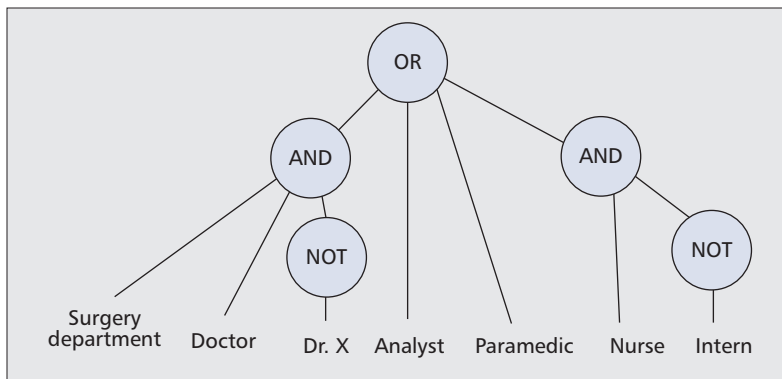 OR
AND
AND
NOT
NOT
Surgery
department
Doctor
Dr. X
Analyst
Paramedic
Nurse
Intern